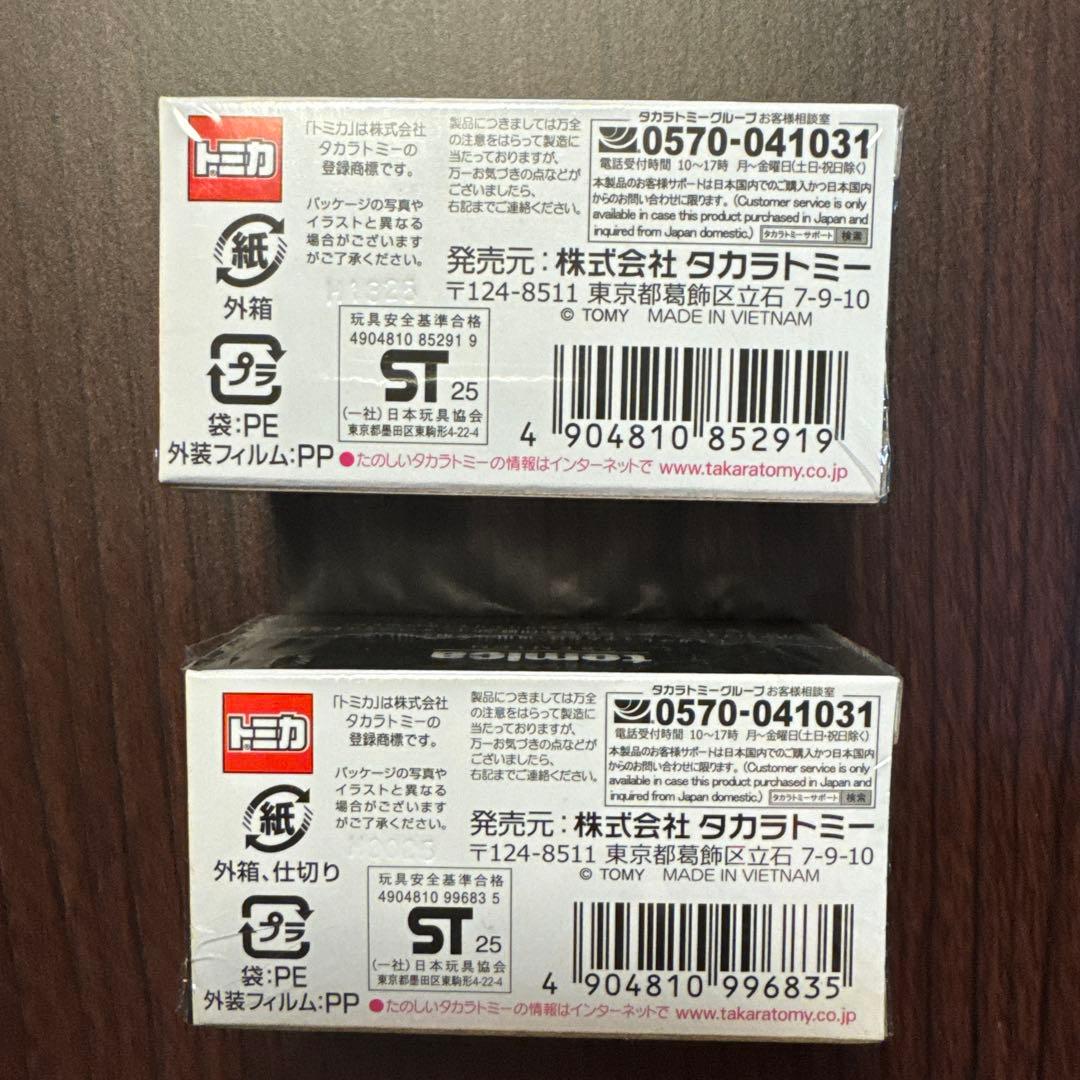 トミカ
「トミカ」は株式会社
タカラトミーの
登録商標です。
パッケージの写真や
イラストと異なる
場合がございます
がご了承ください。
製品につきましては万全
の注意をはらって製造に
当たっておりますが、
万一お気づきの点などが
ございましたら、
右記までご連絡ください。
タカラトミーグループ お客様相談室
0570-041031
電話受付時間 10〜17時 月〜金曜日(土日・祝日除く)
本製品のお客様サポートは日本国内でのご購入かつ日本国内
からのお問い合わせに限ります。(Customer service is only
available in case this product purchased in Japan and
inquired from Japan domestic.) タカラトミーサポート 検索
紙
外箱
プラ
袋:PE
外装フィルム:PP
発売元:株式会社 タカラトミー
〒124-8511 東京都葛飾区立石 7-9-10
© TOMY MADE IN VIETNAM
玩具安全基準合格
4904810 85291 9
ST 25
(一社)日本玩具協会
東京都墨田区東駒形4-22-4
4 904810 852919
●たのしいタカラトミーの情報はインターネットで www.takaratomy.co.jp
tomica
トミカ
「トミカ」は株式会社
タカラトミーの
登録商標です。
パッケージの写真や
イラストと異なる
場合がございます
がご了承ください。
製品につきましては万全
の注意をはらって製造に
当たっておりますが、
万一お気づきの点などが
ございましたら、
右記までご連絡ください。
タカラトミーグループ お客様相談室
0570-041031
電話受付時間 10〜17時 月〜金曜日(土日・祝日除く)
本製品のお客様サポートは日本国内でのご購入かつ日本国内
からのお問い合わせに限ります。(Customer service is only
available in case this product purchased in Japan and
inquired from Japan domestic.) タカラトミーサポート 検索
紙
外箱、仕切り
プラ
袋:PE
外装フィルム:PP
発売元:株式会社 タカラトミー
〒124-8511 東京都葛飾区立石 7-9-10
© TOMY MADE IN VIETNAM
玩具安全基準合格
4904810 99683 5
ST 25
(一社)日本玩具協会
東京都墨田区東駒形4-22-4
4 904810 996835
●たのしいタカラトミーの情報はインターネットで www.takaratomy.co.jp